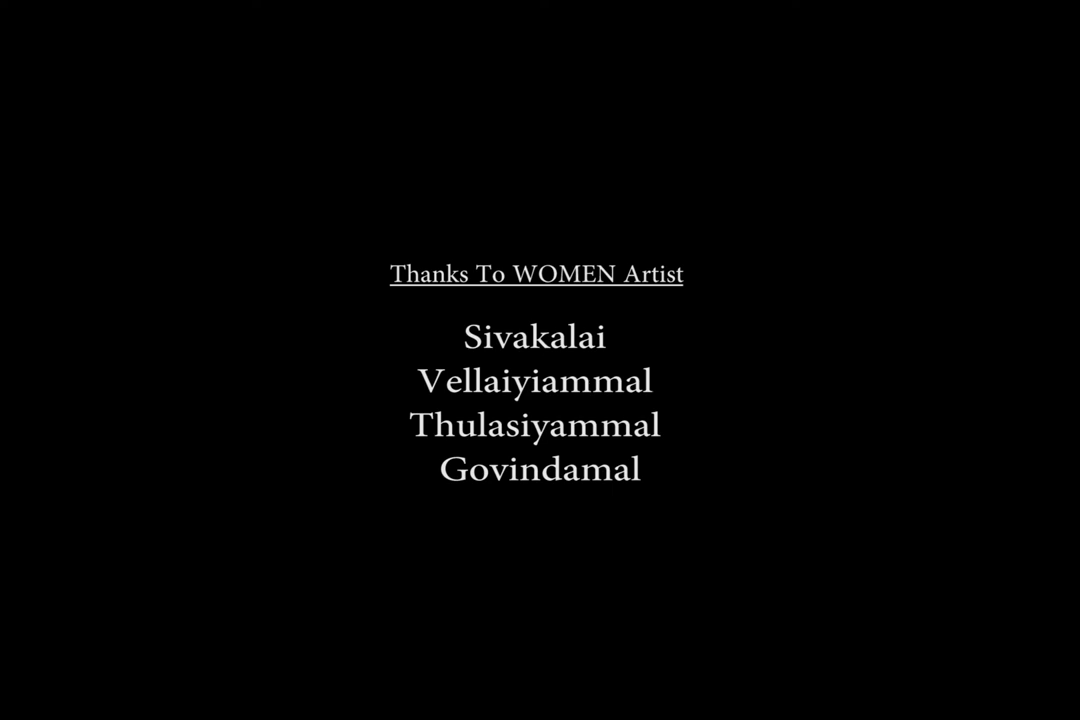 Thanks To WOMEN Artist
Sivakalai
Vellaiyiammal
Thulasiyammal
Govindamal